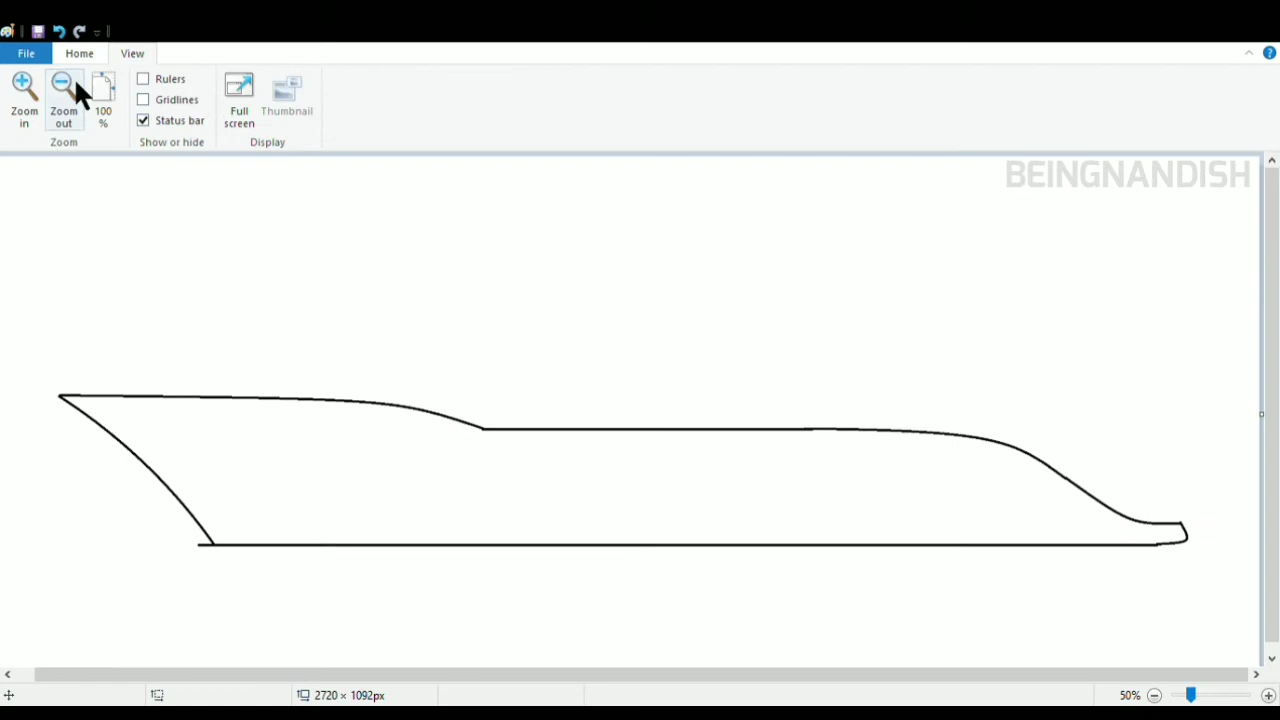 File Home View
Zoom in
Zoom out
100 %
Rulers
Gridlines
Status bar
Full screen
Thumbnail
Zoom
Show or hide
Display
BEINGNANDISH
2720 × 1092px
50%